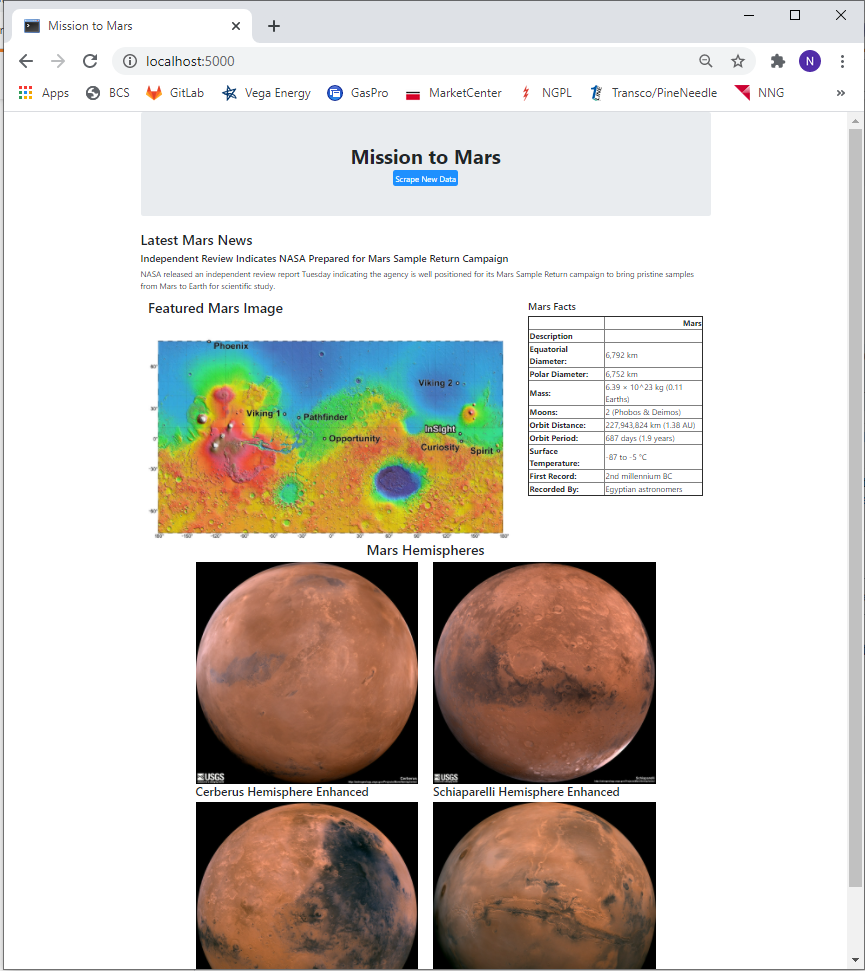 Mission to Mars
localhost:5000
N
Apps BCS GitLab Vega Energy GasPro MarketCenter NGPL Transco/PineNeedle NNG »
Mission to Mars
Scrape New Data
Latest Mars News
Independent Review Indicates NASA Prepared for Mars Sample Return Campaign
NASA released an independent review report Tuesday indicating the agency is well positioned for its Mars Sample Return campaign to bring pristine samples
from Mars to Earth for scientific study.
Featured Mars Image
Phoenix
Viking 2
Viking 1
Pathfinder
InSight
Opportunity
Curiosity
Spirit
Mars Facts
Mars
Description
Equatorial
Diameter: 6,792 km
Polar Diameter: 6,752 km
Mass: 6.39 × 10^23 kg (0.11
Earths)
Moons: 2 (Phobos & Deimos)
Orbit Distance: 227,943,824 km (1.38 AU)
Orbit Period: 687 days (1.9 years)
Surface
Temperature: -87 to -5 °C
First Record: 2nd millennium BC
Recorded By: Egyptian astronomers
Mars Hemispheres
USGS
Cerberus
USGS
Schiaparelli
Cerberus Hemisphere Enhanced
Schiaparelli Hemisphere Enhanced